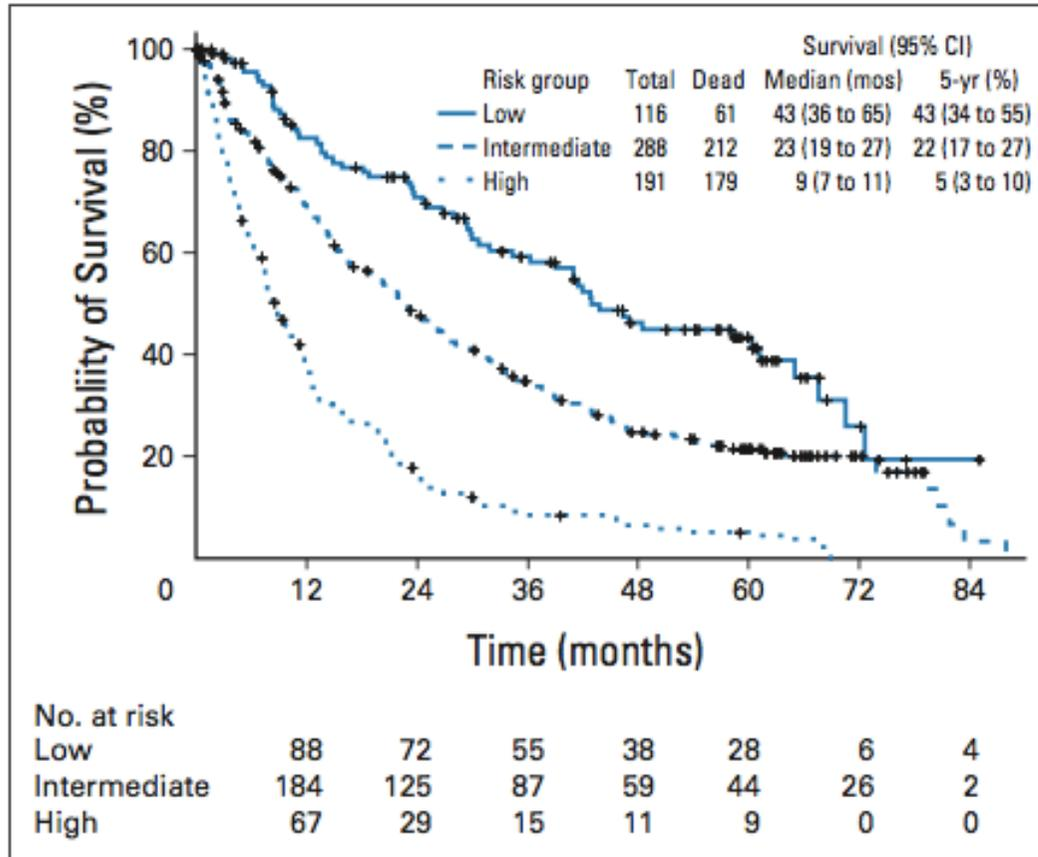 Survival (95% CI)
Risk group Total Dead Median (mos) 5-yr (%)
Low 116 61 43 (36 to 65) 43 (34 to 55)
Intermediate 288 212 23 (19 to 27) 22 (17 to 27)
High 191 179 9 (7 to 11) 5 (3 to 10)
Probabliity of Survival (%)
100
80
60
40
20
0 12 24 36 48 60 72 84
Time (months)
No. at risk
Low 88 72 55 38 28 6 4
Intermediate 184 125 87 59 44 26 2
High 67 29 15 11 9 0 0